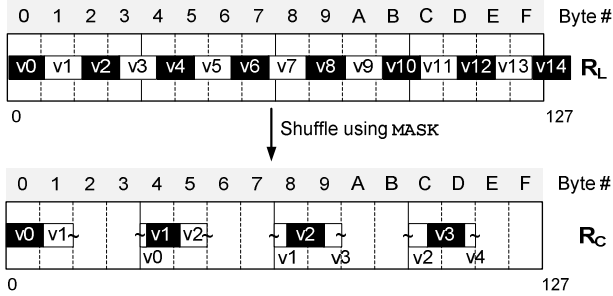 0 1 2 3 4 5 6 7 8 9 A B C D E F Byte #
v0 v1 v2 v3 v4 v5 v6 v7 v8 v9 v10 v11 v12 v13 v14 RL
0 127
Shuffle using MASK
0 1 2 3 4 5 6 7 8 9 A B C D E F Byte #
v0 v1~ ~ v1 v2 ~ ~ v2 ~ ~ v3 ~ RC
v0 v1 v3 v2 v4
0 127